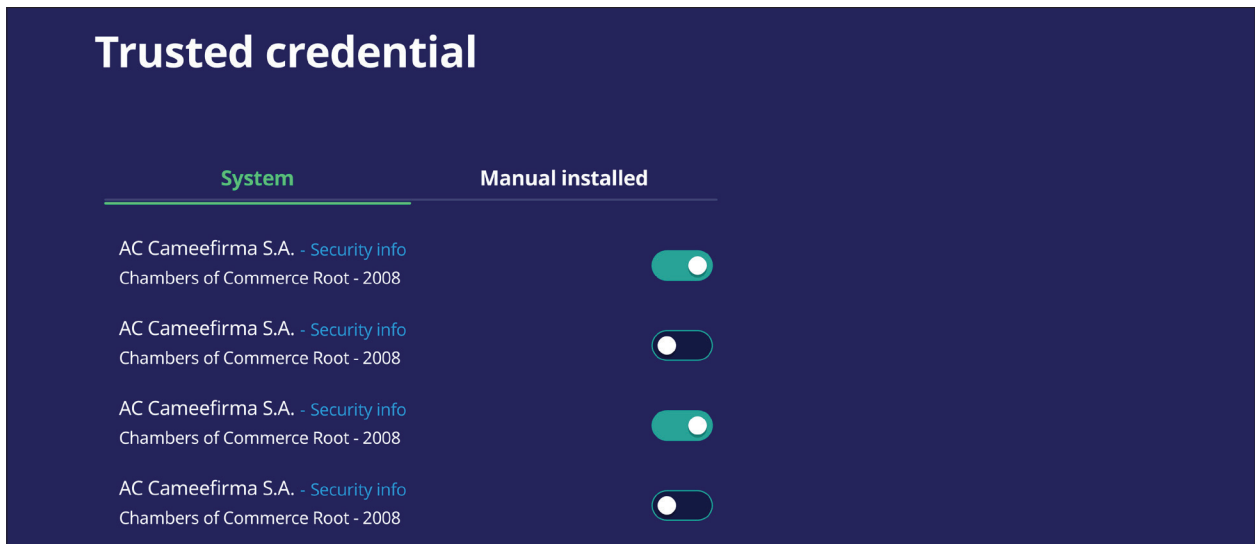 Trusted credential
System
Manual installed
AC Cameefirma S.A. - Security info
Chambers of Commerce Root - 2008
AC Cameefirma S.A. - Security info
Chambers of Commerce Root - 2008
AC Cameefirma S.A. - Security info
Chambers of Commerce Root - 2008
AC Cameefirma S.A. - Security info
Chambers of Commerce Root - 2008